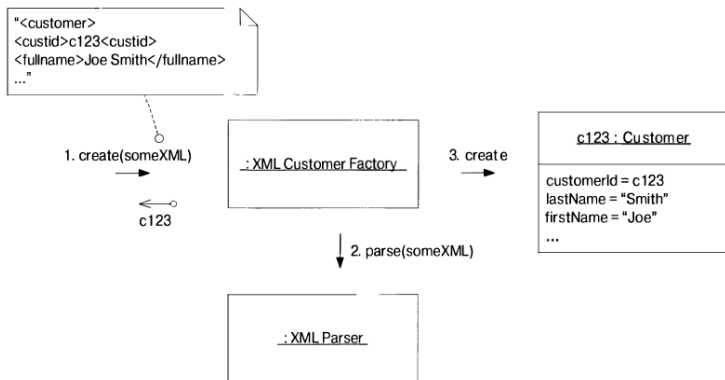 “<customer>
<custid>c123<custid>
<fullname>Joe Smith</fullname>
...”
1. create(someXML)
c123
: XML Customer Factory
3. create
c123 : Customer
customerId = c123
lastName = “Smith”
firstName = “Joe”
...
2. parse(someXML)
: XML Parser